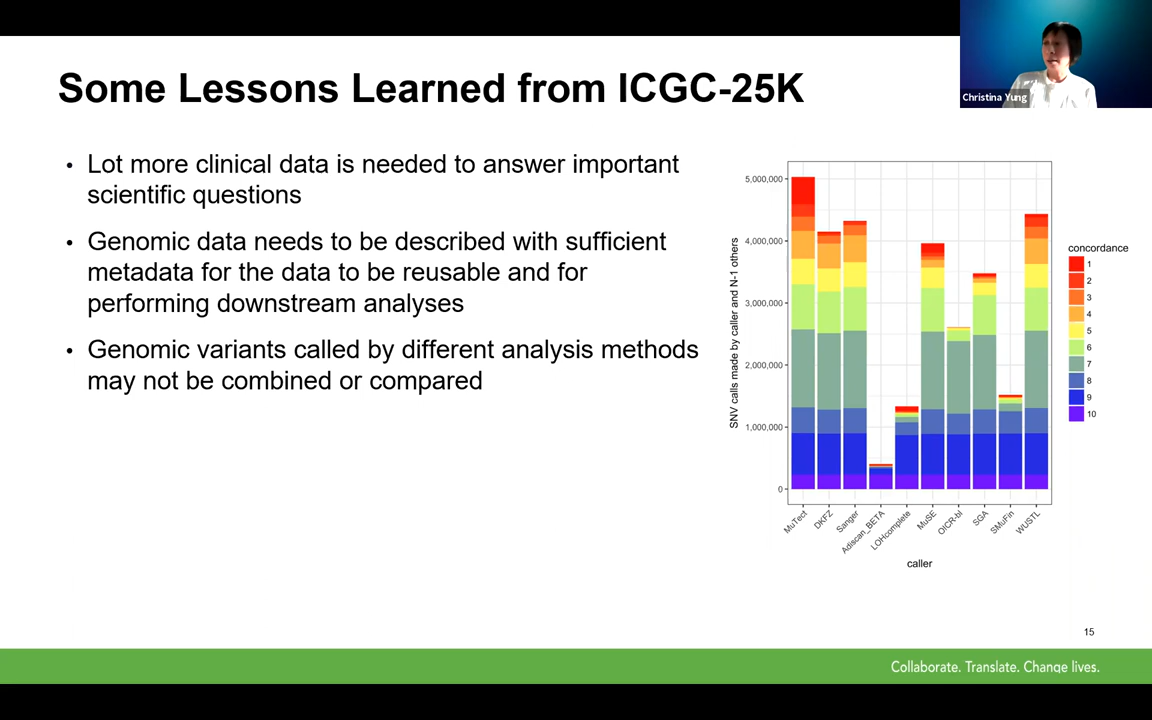 Christina Yung
Some Lessons Learned from ICGC-25K
• Lot more clinical data is needed to answer important
scientific questions
• Genomic data needs to be described with sufficient
metadata for the data to be reusable and for
performing downstream analyses
• Genomic variants called by different analysis methods
may not be combined or compared
SNV calls made by caller and N-1 others
5,000,000
4,000,000
3,000,000
2,000,000
1,000,000
0
MuTect
DKFZ
Sanger
Adiscan_BETA
LOHcomplete
MuSE
OICR-bl
SGA
SMuFin
WUSTL
caller
concordance
1
2
3
4
5
6
7
8
9
10
15
Collaborate. Translate. Change lives.